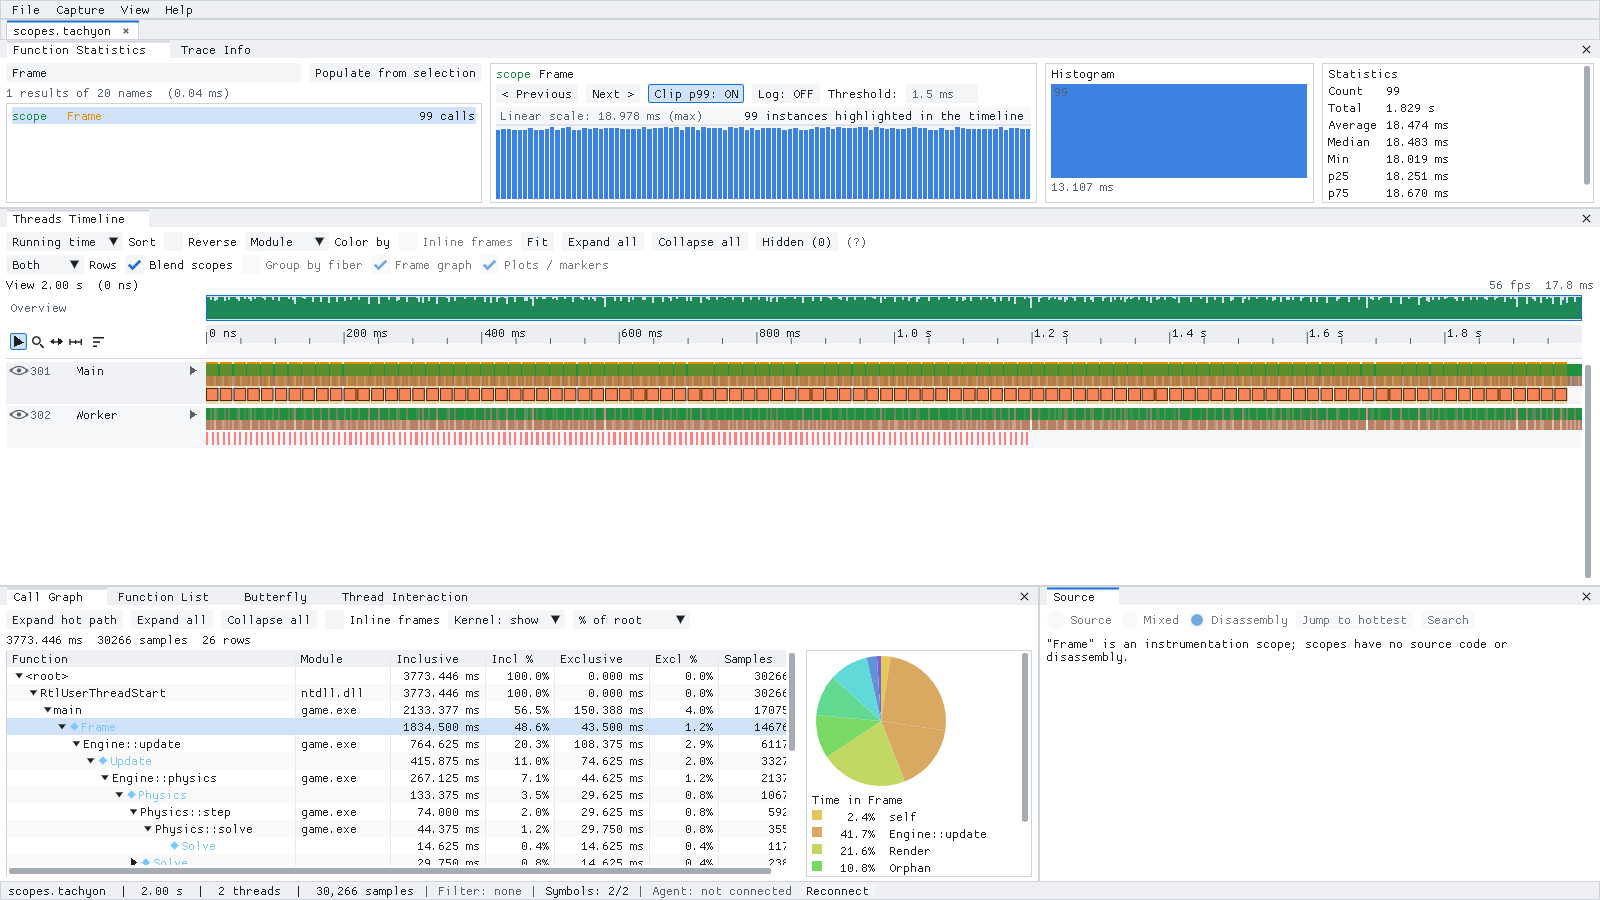 File Capture View Help
scopes.tachyon ×
Function Statistics Trace Info
Frame Populate from selection
1 results of 20 names (0.04 ms)
scope Frame 99 calls
scope Frame
< Previous Next > Clip p99: ON Log: OFF Threshold: 1.5 ms
Linear scale: 18.978 ms (max) 99 instances highlighted in the timeline
Histogram
99
13.107 ms
Statistics
Count 99
Total 1.829 s
Average 18.474 ms
Median 18.483 ms
Min 18.019 ms
p25 18.251 ms
p75 18.670 ms
Threads Timeline
Running time Sort Reverse Module Color by Inline frames Fit Expand all Collapse all Hidden (0) (?)
Both Rows Blend scopes Group by fiber Frame graph Plots / markers
View 2.00 s (0 ns) 56 fps 17.8 ms
Overview
0 ns 200 ms 400 ms 600 ms 800 ms 1.0 s 1.2 s 1.4 s 1.6 s 1.8 s
301 Main
302 Worker
Call Graph Function List Butterfly Thread Interaction
Expand hot path Expand all Collapse all Inline frames Kernel: show % of root
3773.446 ms 30266 samples 26 rows
Function Module Inclusive Incl % Exclusive Excl % Samples
<root> 3773.446 ms 100.0% 0.000 ms 0.0% 30266
RtlUserThreadStart ntdll.dll 3773.446 ms 100.0% 0.000 ms 0.0% 30266
main game.exe 2133.377 ms 56.5% 150.388 ms 4.0% 17075
Frame 1834.500 ms 48.6% 43.500 ms 1.2% 14676
Engine::update game.exe 764.625 ms 20.3% 108.375 ms 2.9% 6117
Update 415.875 ms 11.0% 74.625 ms 2.0% 3327
Engine::physics game.exe 267.125 ms 7.1% 44.625 ms 1.2% 2137
Physics 133.375 ms 3.5% 29.625 ms 0.8% 1067
Physics::step game.exe 74.000 ms 2.0% 29.625 ms 0.8% 592
Physics::solve game.exe 44.375 ms 1.2% 29.750 ms 0.8% 355
Solve 14.625 ms 0.4% 14.625 ms 0.4% 117
Solve 29.750 ms 0.8% 14.625 ms 0.4% 238
Time in Frame
2.4% self
41.7% Engine::update
21.6% Render
10.8% Orphan
Source
Source Mixed Disassembly Jump to hottest Search
"Frame" is an instrumentation scope; scopes have no source code or
disassembly.
scopes.tachyon | 2.00 s | 2 threads | 30,266 samples | Filter: none | Symbols: 2/2 | Agent: not connected Reconnect